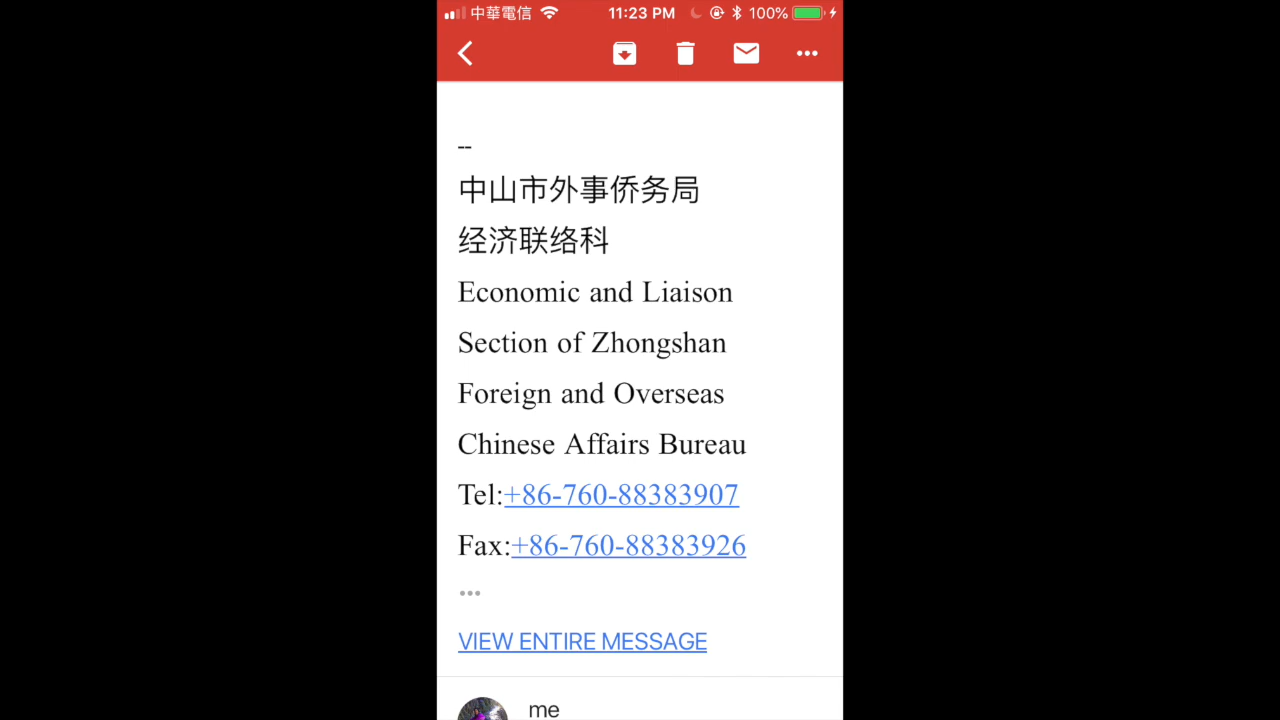 中華電信 11:23 PM 100%
--
中山市外事侨务局
经济联络科
Economic and Liaison
Section of Zhongshan
Foreign and Overseas
Chinese Affairs Bureau
Tel:+86-760-88383907
Fax:+86-760-88383926
•••
VIEW ENTIRE MESSAGE
me